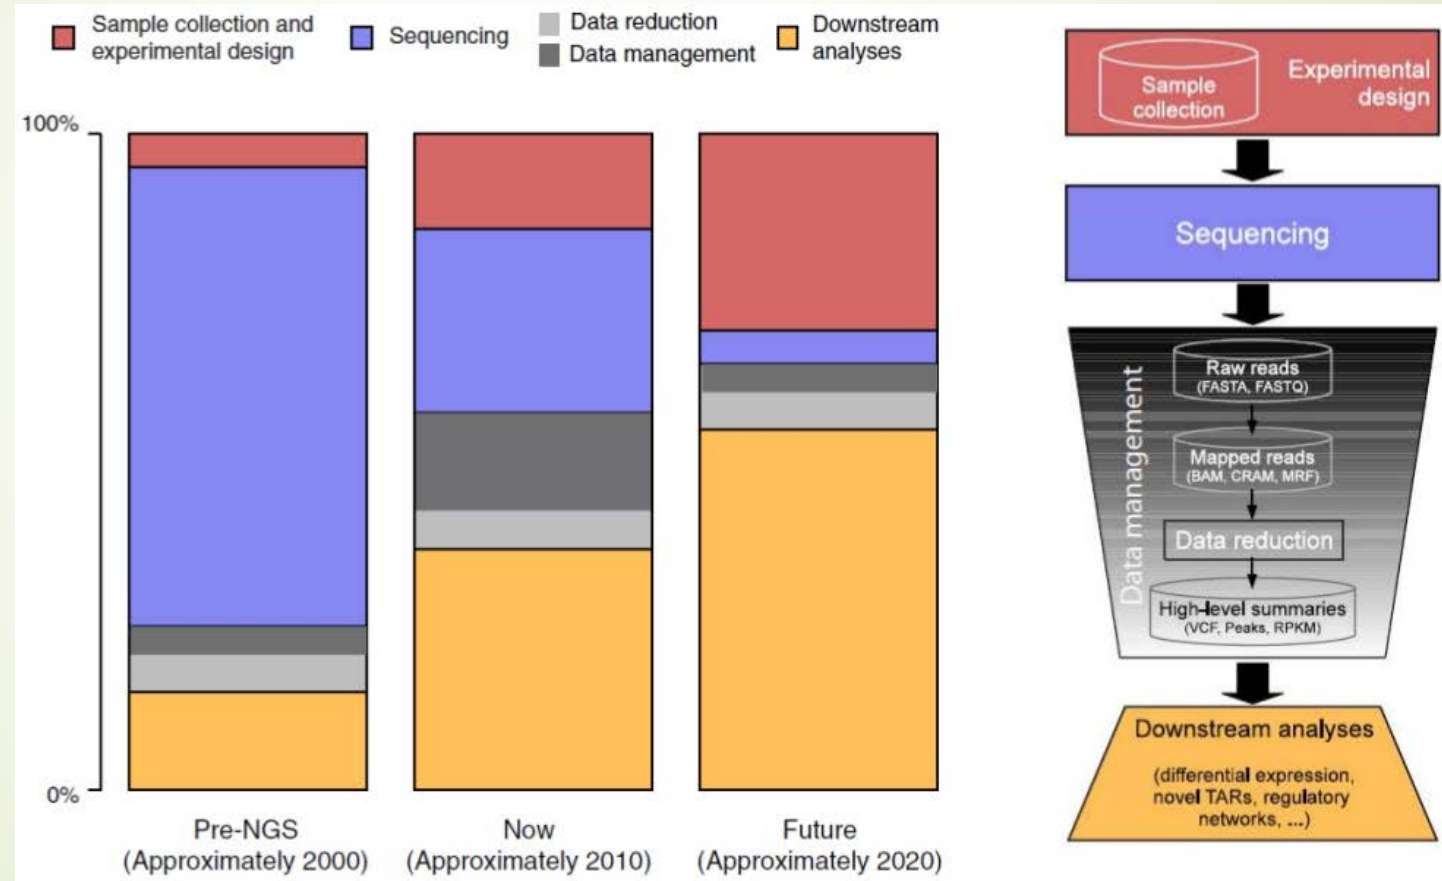 Sample collection and
experimental design
Sequencing
Data reduction
Data management
Downstream
analyses
100%
0%
Pre-NGS
(Approximately 2000)
Now
(Approximately 2010)
Future
(Approximately 2020)
Sample
collection
Experimental
design
Sequencing
Data management
Raw reads
(FASTA, FASTQ)
Mapped reads
(BAM, CRAM, MRF)
Data reduction
High-level summaries
(VCF, Peaks, RPKM)
Downstream analyses
(differential expression,
novel TARs, regulatory
networks, ...)